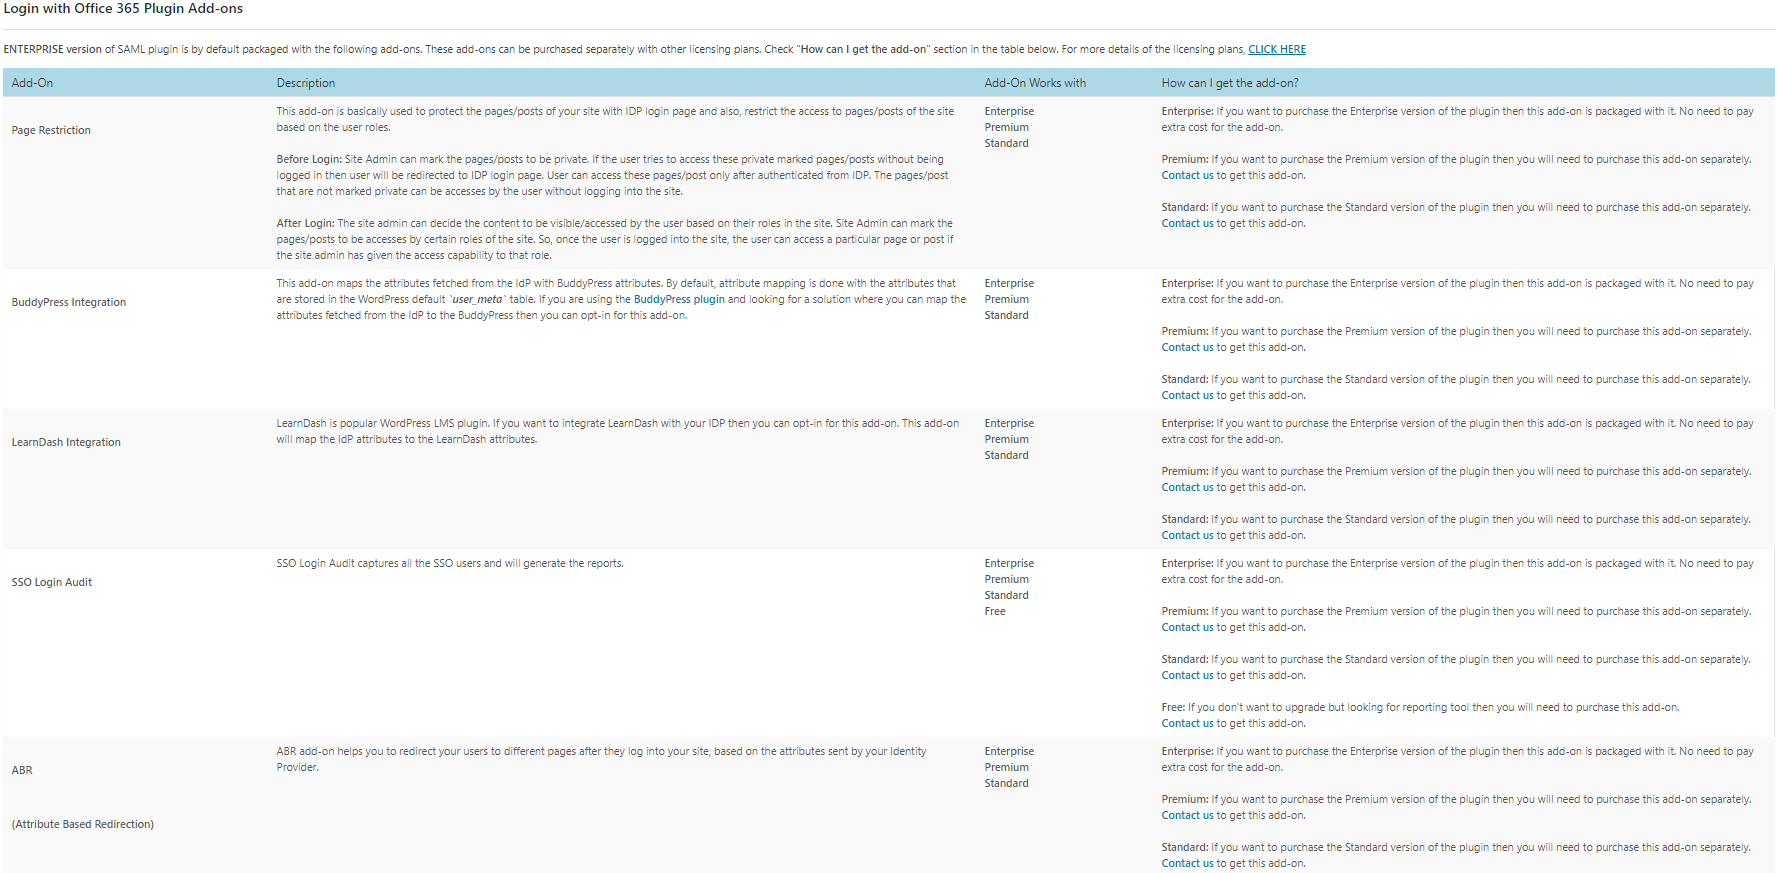 Login with Office 365 Plugin Add-ons
ENTERPRISE version of SAML plugin is by default packaged with the following add-ons. These add-ons can be purchased separately with other licensing plans. Check "How can I get the add-on" section in the table below. For more details of the licensing plans, CLICK HERE
Add-On
Description
Add-On Works with
How can I get the add-on?
Page Restriction
This add-on is basically used to protect the pages/posts of your site with IDP login page and also, restrict the access to pages/posts of the site
based on the user roles.
Before Login: Site Admin can mark the pages/posts to be private. If the user tries to access these private marked pages/posts without being
logged in then user will be redirected to IDP login page. User can access these pages/post only after authenticated from IDP. The pages/post
that are not marked private can be accesses by the user without logging into the site.
After Login: The site admin can decide the content to be visible/accessed by the user based on their roles in the site. Site Admin can mark the
pages/posts to be accesses by certain roles of the site. So, once the user is logged into the site, the user can access a particular page or post if
the site admin has given the access capability to that role.
Enterprise
Premium
Standard
Enterprise: If you want to purchase the Enterprise version of the plugin then this add-on is packaged with it. No need to pay
extra cost for the add-on.
Premium: If you want to purchase the Premium version of the plugin then you will need to purchase this add-on separately.
Contact us to get this add-on.
Standard: If you want to purchase the Standard version of the plugin then you will need to purchase this add-on separately.
Contact us to get this add-on.
BuddyPress Integration
This add-on maps the attributes fetched from the IdP with BuddyPress attributes. By default, attribute mapping is done with the attributes that
are stored in the WordPress default `user_meta` table. If you are using the BuddyPress plugin and looking for a solution where you can map the
attributes fetched from the IdP to the BuddyPress then you can opt-in for this add-on.
Enterprise
Premium
Standard
Enterprise: If you want to purchase the Enterprise version of the plugin then this add-on is packaged with it. No need to pay
extra cost for the add-on.
Premium: If you want to purchase the Premium version of the plugin then you will need to purchase this add-on separately.
Contact us to get this add-on.
Standard: If you want to purchase the Standard version of the plugin then you will need to purchase this add-on separately.
Contact us to get this add-on.
LearnDash Integration
LearnDash is popular WordPress LMS plugin. If you want to integrate LearnDash with your IDP then you can opt-in for this add-on. This add-on
will map the IdP attributes to the LearnDash attributes.
Enterprise
Premium
Standard
Enterprise: If you want to purchase the Enterprise version of the plugin then this add-on is packaged with it. No need to pay
extra cost for the add-on.
Premium: If you want to purchase the Premium version of the plugin then you will need to purchase this add-on separately.
Contact us to get this add-on.
Standard: If you want to purchase the Standard version of the plugin then you will need to purchase this add-on separately.
Contact us to get this add-on.
SSO Login Audit
SSO Login Audit captures all the SSO users and will generate the reports.
Enterprise
Premium
Standard
Free
Enterprise: If you want to purchase the Enterprise version of the plugin then this add-on is packaged with it. No need to pay
extra cost for the add-on.
Premium: If you want to purchase the Premium version of the plugin then you will need to purchase this add-on separately.
Contact us to get this add-on.
Standard: If you want to purchase the Standard version of the plugin then you will need to purchase this add-on separately.
Contact us to get this add-on.
Free: If you don't want to upgrade but looking for reporting tool then you will need to purchase this add-on.
Contact us to get this add-on.
ABR
(Attribute Based Redirection)
ABR add-on helps you to redirect your users to different pages after they log into your site, based on the attributes sent by your Identity
Provider.
Enterprise
Premium
Standard
Enterprise: If you want to purchase the Enterprise version of the plugin then this add-on is packaged with it. No need to pay
extra cost for the add-on.
Premium: If you want to purchase the Premium version of the plugin then you will need to purchase this add-on separately.
Contact us to get this add-on.
Standard: If you want to purchase the Standard version of the plugin then you will need to purchase this add-on separately.
Contact us to get this add-on.